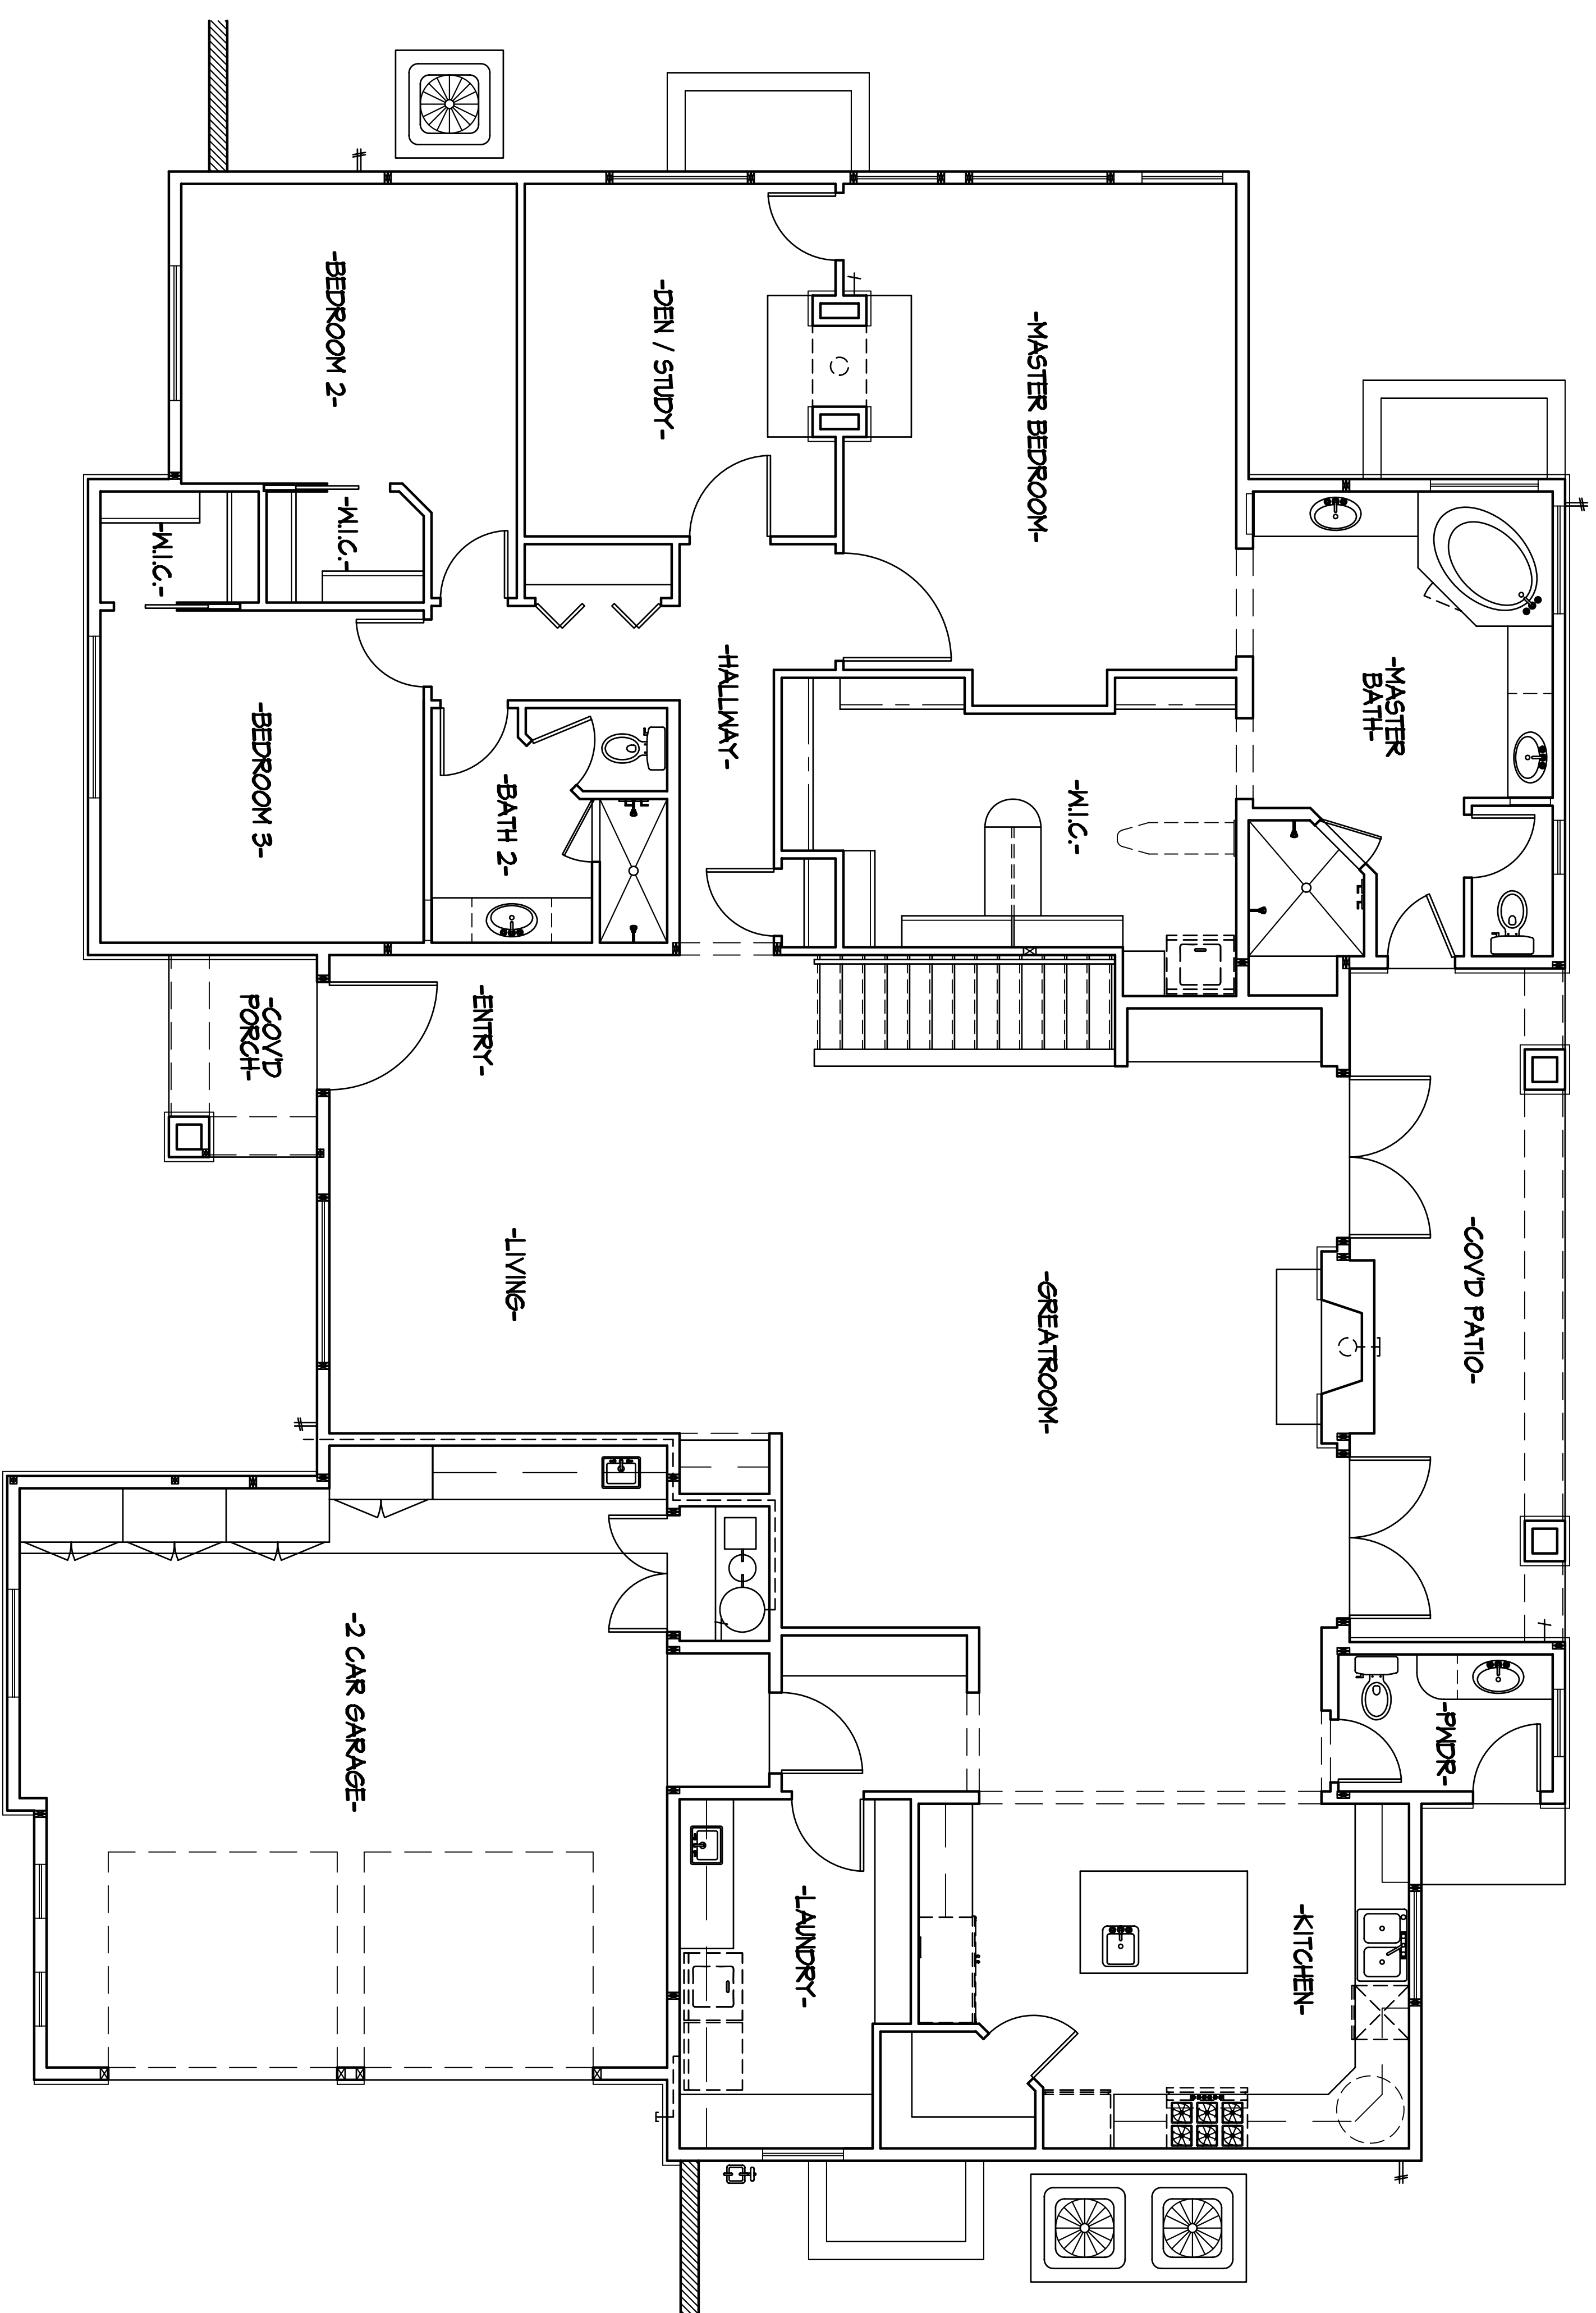 -MASTER
BATH-
-COV'D PATIO-
-PWDR-
-MASTER BEDROOM-
-W.I.C.-
-GREATROOM-
-KITCHEN-
-DEN / STUDY-
-HALLWAY-
-LAUNDRY-
-BEDROOM 2-
-W.I.C.-
-W.I.C.-
-BATH 2-
-BEDROOM 3-
-ENTRY-
-LIVING-
-COV'D
PORCH-
-2 CAR GARAGE-